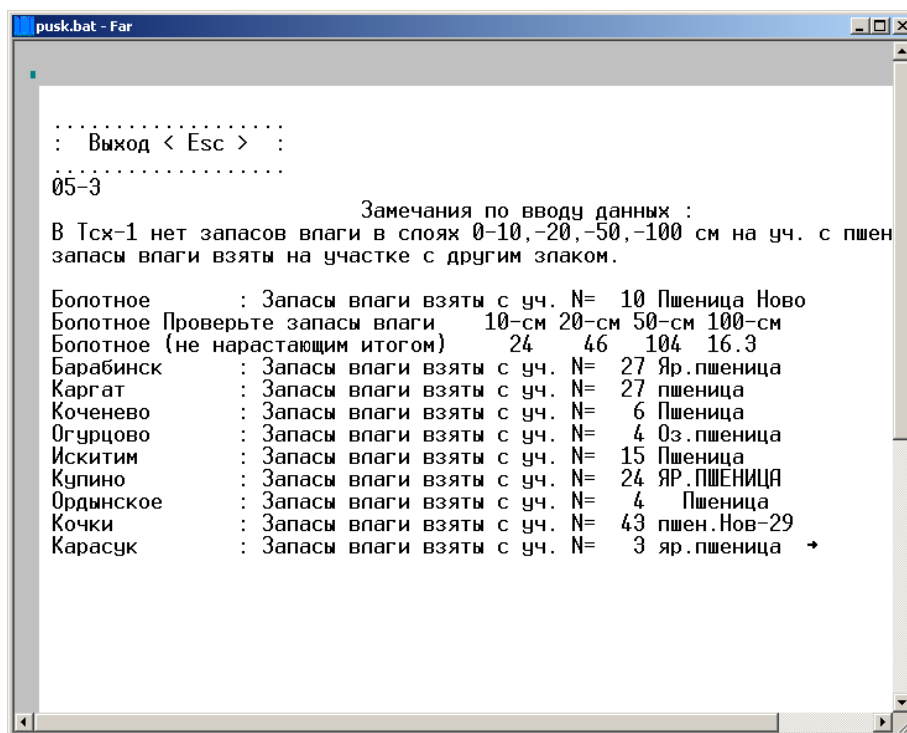 pusk.bat - Far
. . . . . . . . . . . . . . . . . . .
:  Выход < Esc >  :
. . . . . . . . . . . . . . . . . . .
05-3
Замечания по вводу данных :
В Тсх-1 нет запасов влаги в слоях 0-10,-20,-50,-100 см на уч. с пшен
запасы влаги взяты на участке с другим злаком.
Болотное : Запасы влаги взяты с уч. N= 10 Пшеница Ново
Болотное Проверьте запасы влаги 10-см 20-см 50-см 100-см
Болотное (не нарастающим итогом) 24 46 104 16.3
Барабинск : Запасы влаги взяты с уч. N= 27 Яр.пшеница
Каргат : Запасы влаги взяты с уч. N= 27 пшеница
Коченево : Запасы влаги взяты с уч. N= 6 Пшеница
Огурцово : Запасы влаги взяты с уч. N= 4 Оз.пшеница
Искитим : Запасы влаги взяты с уч. N= 15 Пшеница
Купино : Запасы влаги взяты с уч. N= 24 ЯР.ПШЕНИЦА
Ордынское : Запасы влаги взяты с уч. N= 4 Пшеница
Кочки : Запасы влаги взяты с уч. N= 43 пшен.Нов-29
Карасук : Запасы влаги взяты с уч. N= 3 яр.пшеница →